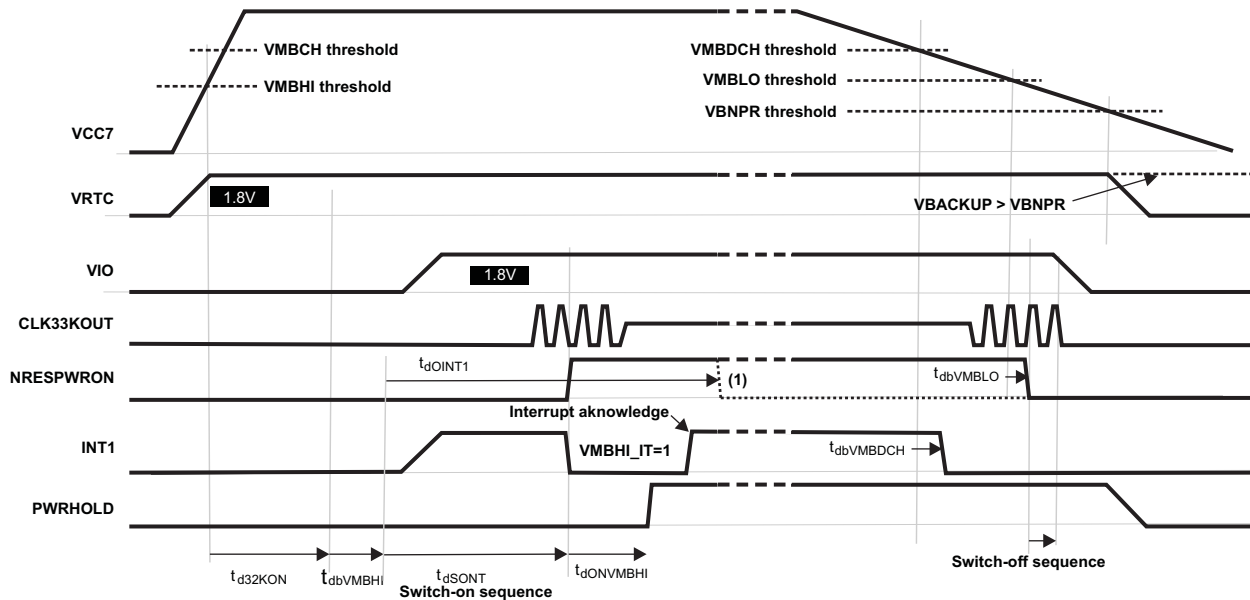 VMBCH threshold
VMBHI threshold
VMBDCH threshold
VMBLO threshold
VBNPR threshold
VCC7
VRTC
1.8V
VBACKUP > VBNPR
VIO
1.8V
CLK33KOUT
tdOINT1
NRESPWRON
(1)
tdbVMBLO
Interrupt aknowledge
INT1
VMBHI_IT=1
tdbVMBDCH
PWRHOLD
td32KON
tdbVMBHI
tdSONT
tdONVMBHI
Switch-on sequence
Switch-off sequence